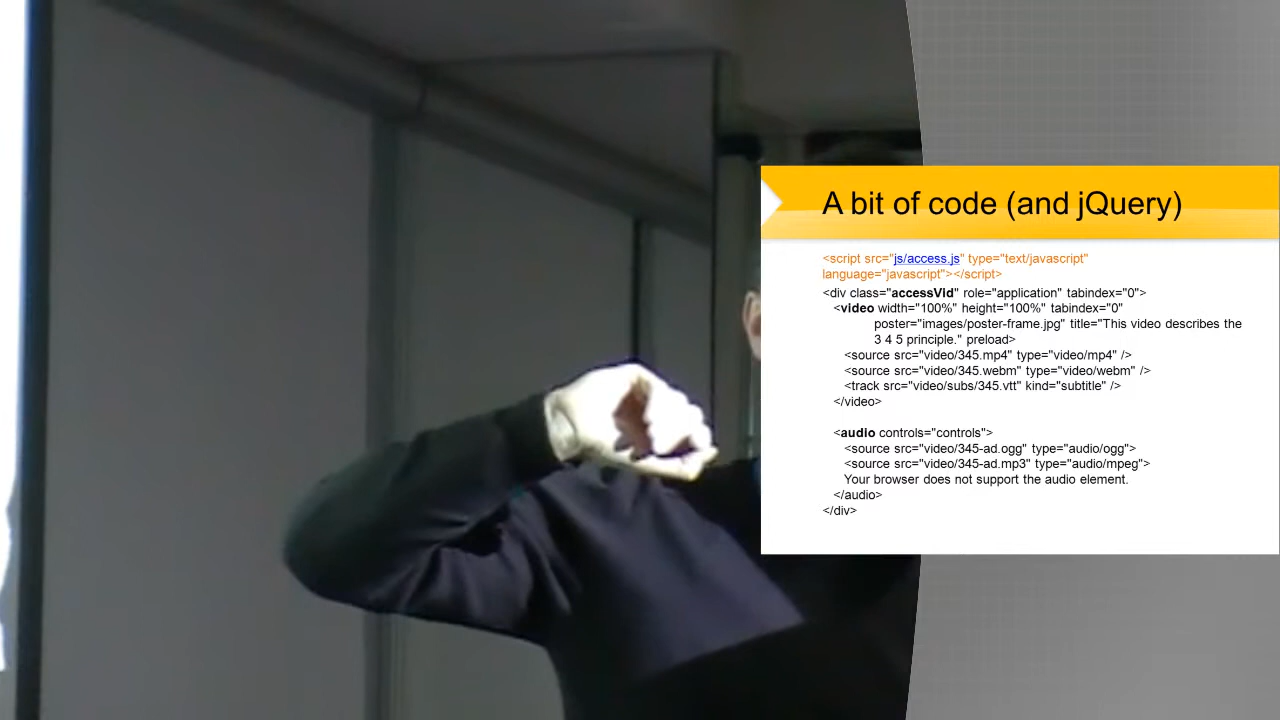 A bit of code (and jQuery)
<script src="js/access.js" type="text/javascript"
language="javascript"></script>
<div class="accessVid" role="application" tabindex="0">
<video width="100%" height="100%" tabindex="0"
poster="images/poster-frame.jpg" title="This video describes the
3 4 5 principle." preload>
<source src="video/345.mp4" type="video/mp4" />
<source src="video/345.webm" type="video/webm" />
<track src="video/subs/345.vtt" kind="subtitle" />
</video>
<audio controls="controls">
<source src="video/345-ad.ogg" type="audio/ogg">
<source src="video/345-ad.mp3" type="audio/mpeg">
Your browser does not support the audio element.
</audio>
</div>